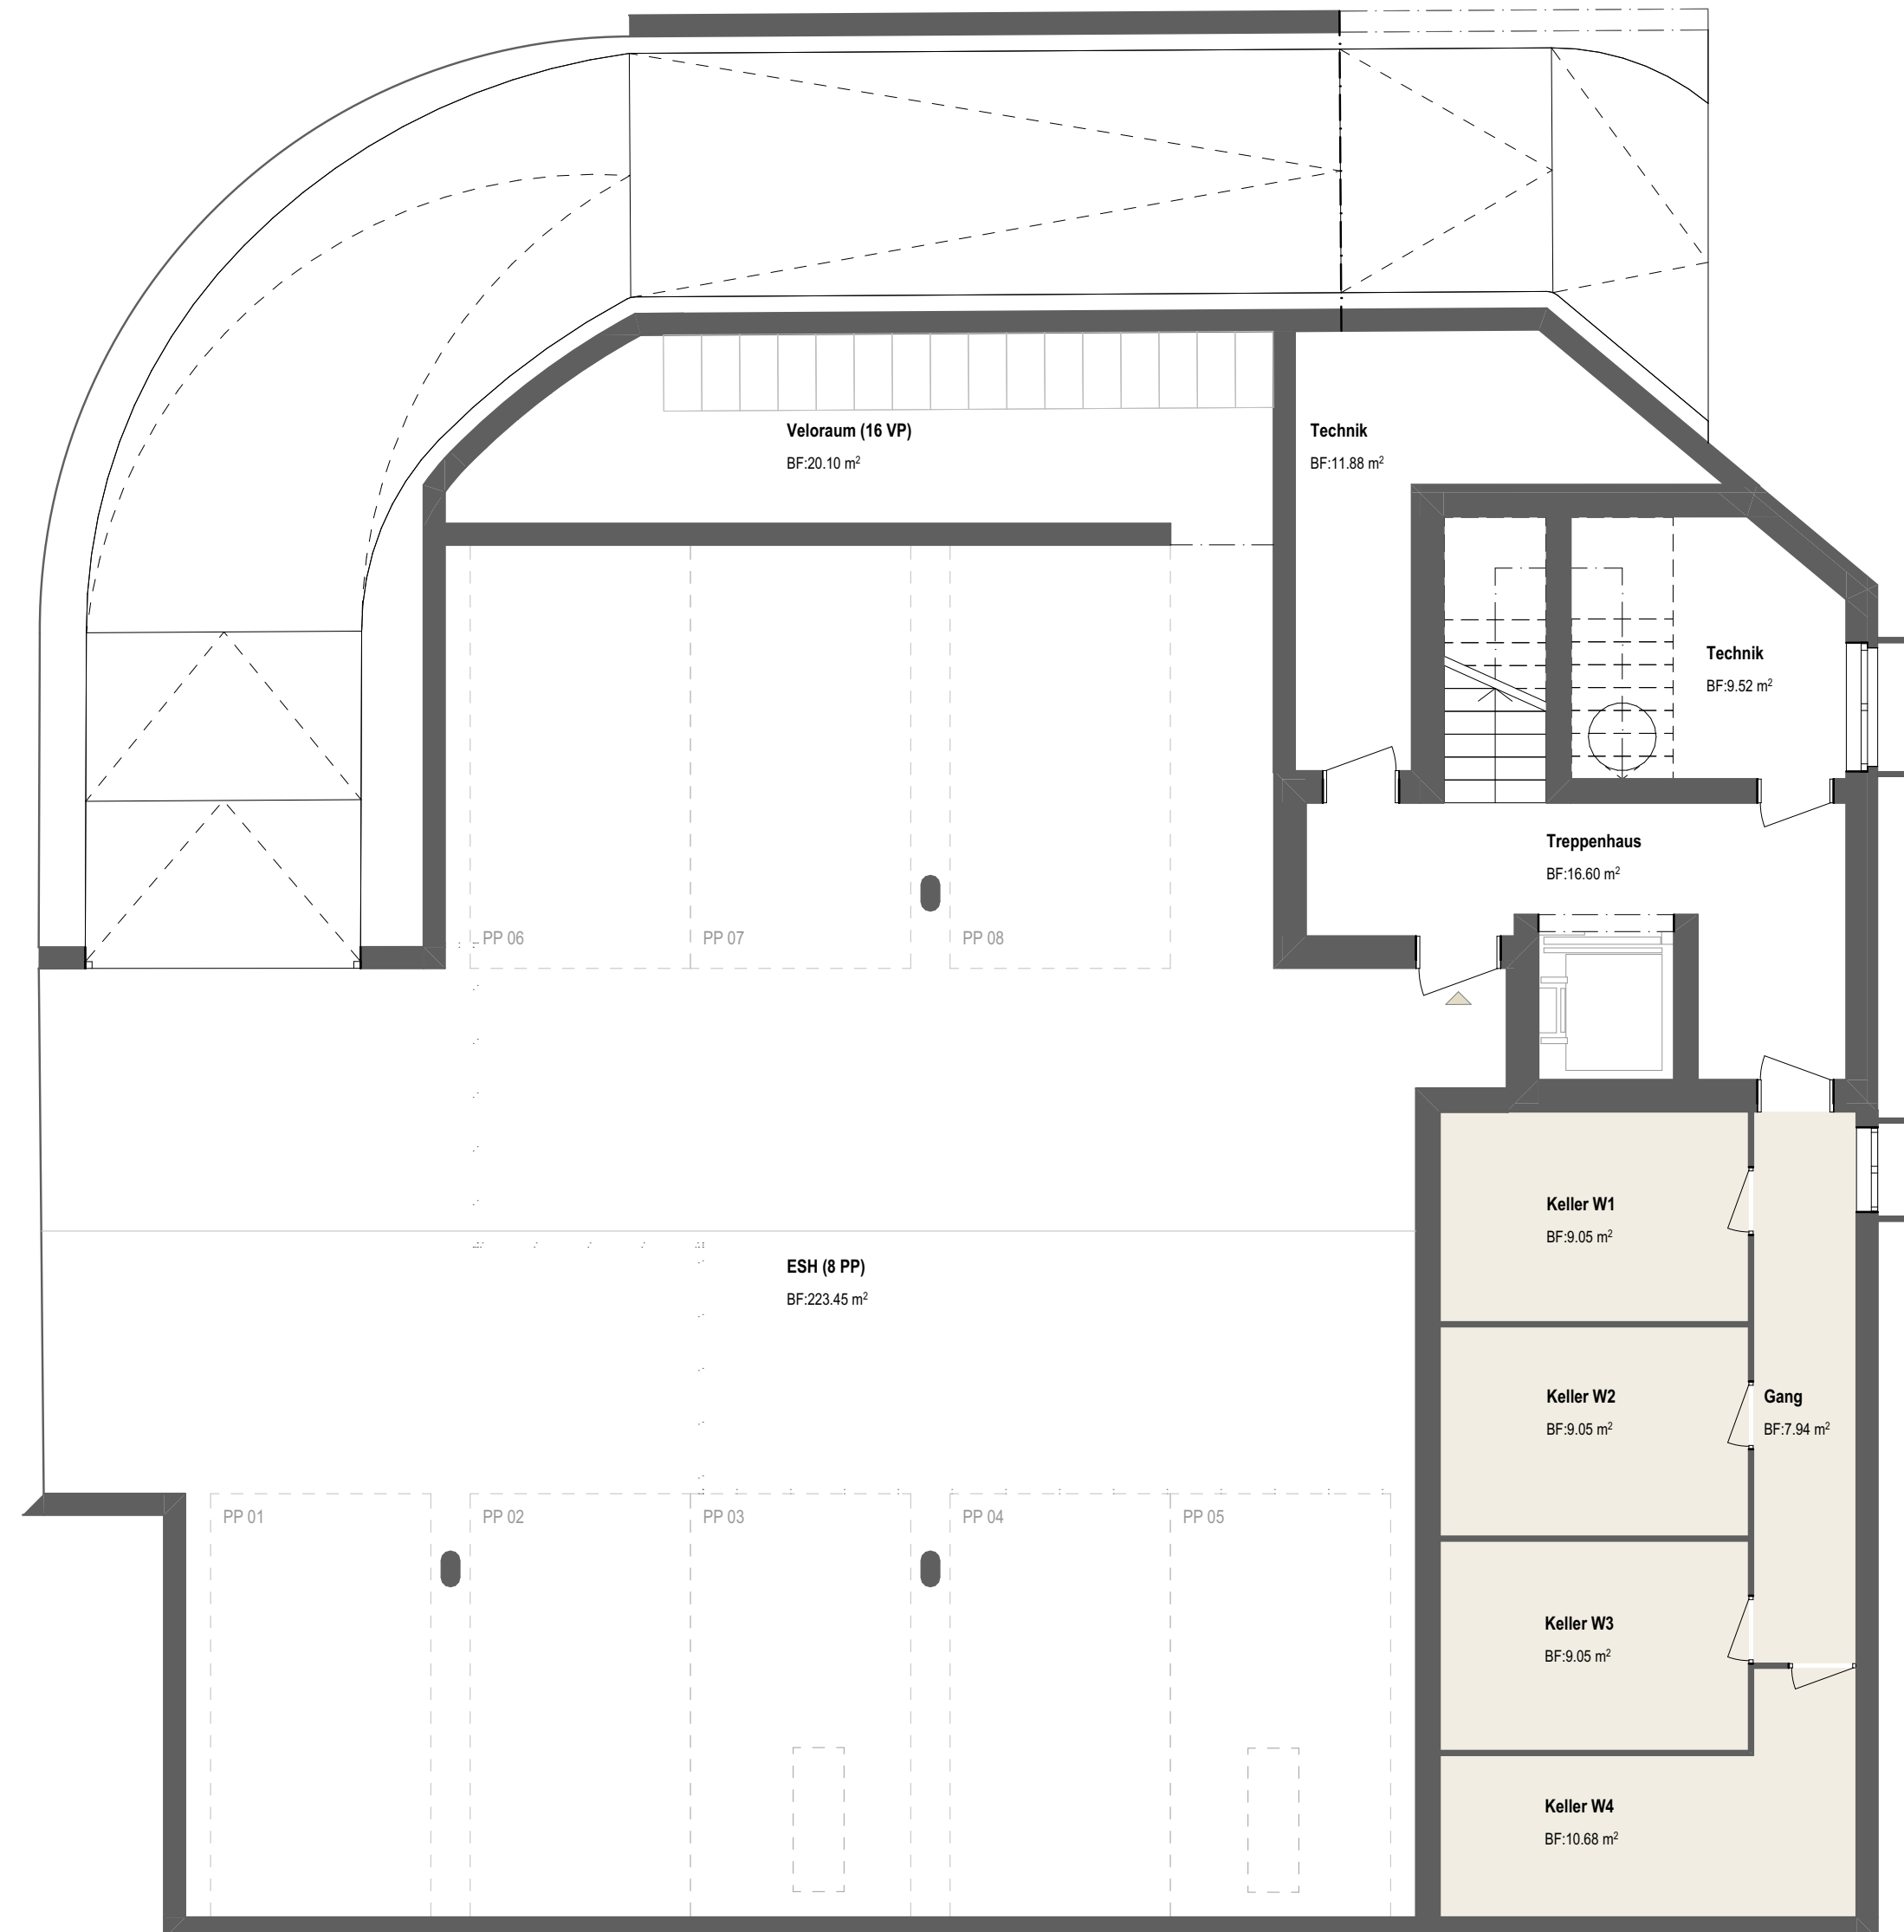 Veloraum (16 VP)
BF:20.10 m²
Technik
BF:11.88 m²
Technik
BF:9.52 m²
Treppenhaus
BF:16.60 m²
PP 06
PP 07
PP 08
Keller W1
BF:9.05 m²
ESH (8 PP)
BF:223.45 m²
Keller W2
BF:9.05 m²
Gang
BF:7.94 m²
PP 01
PP 02
PP 03
PP 04
PP 05
Keller W3
BF:9.05 m²
Keller W4
BF:10.68 m²